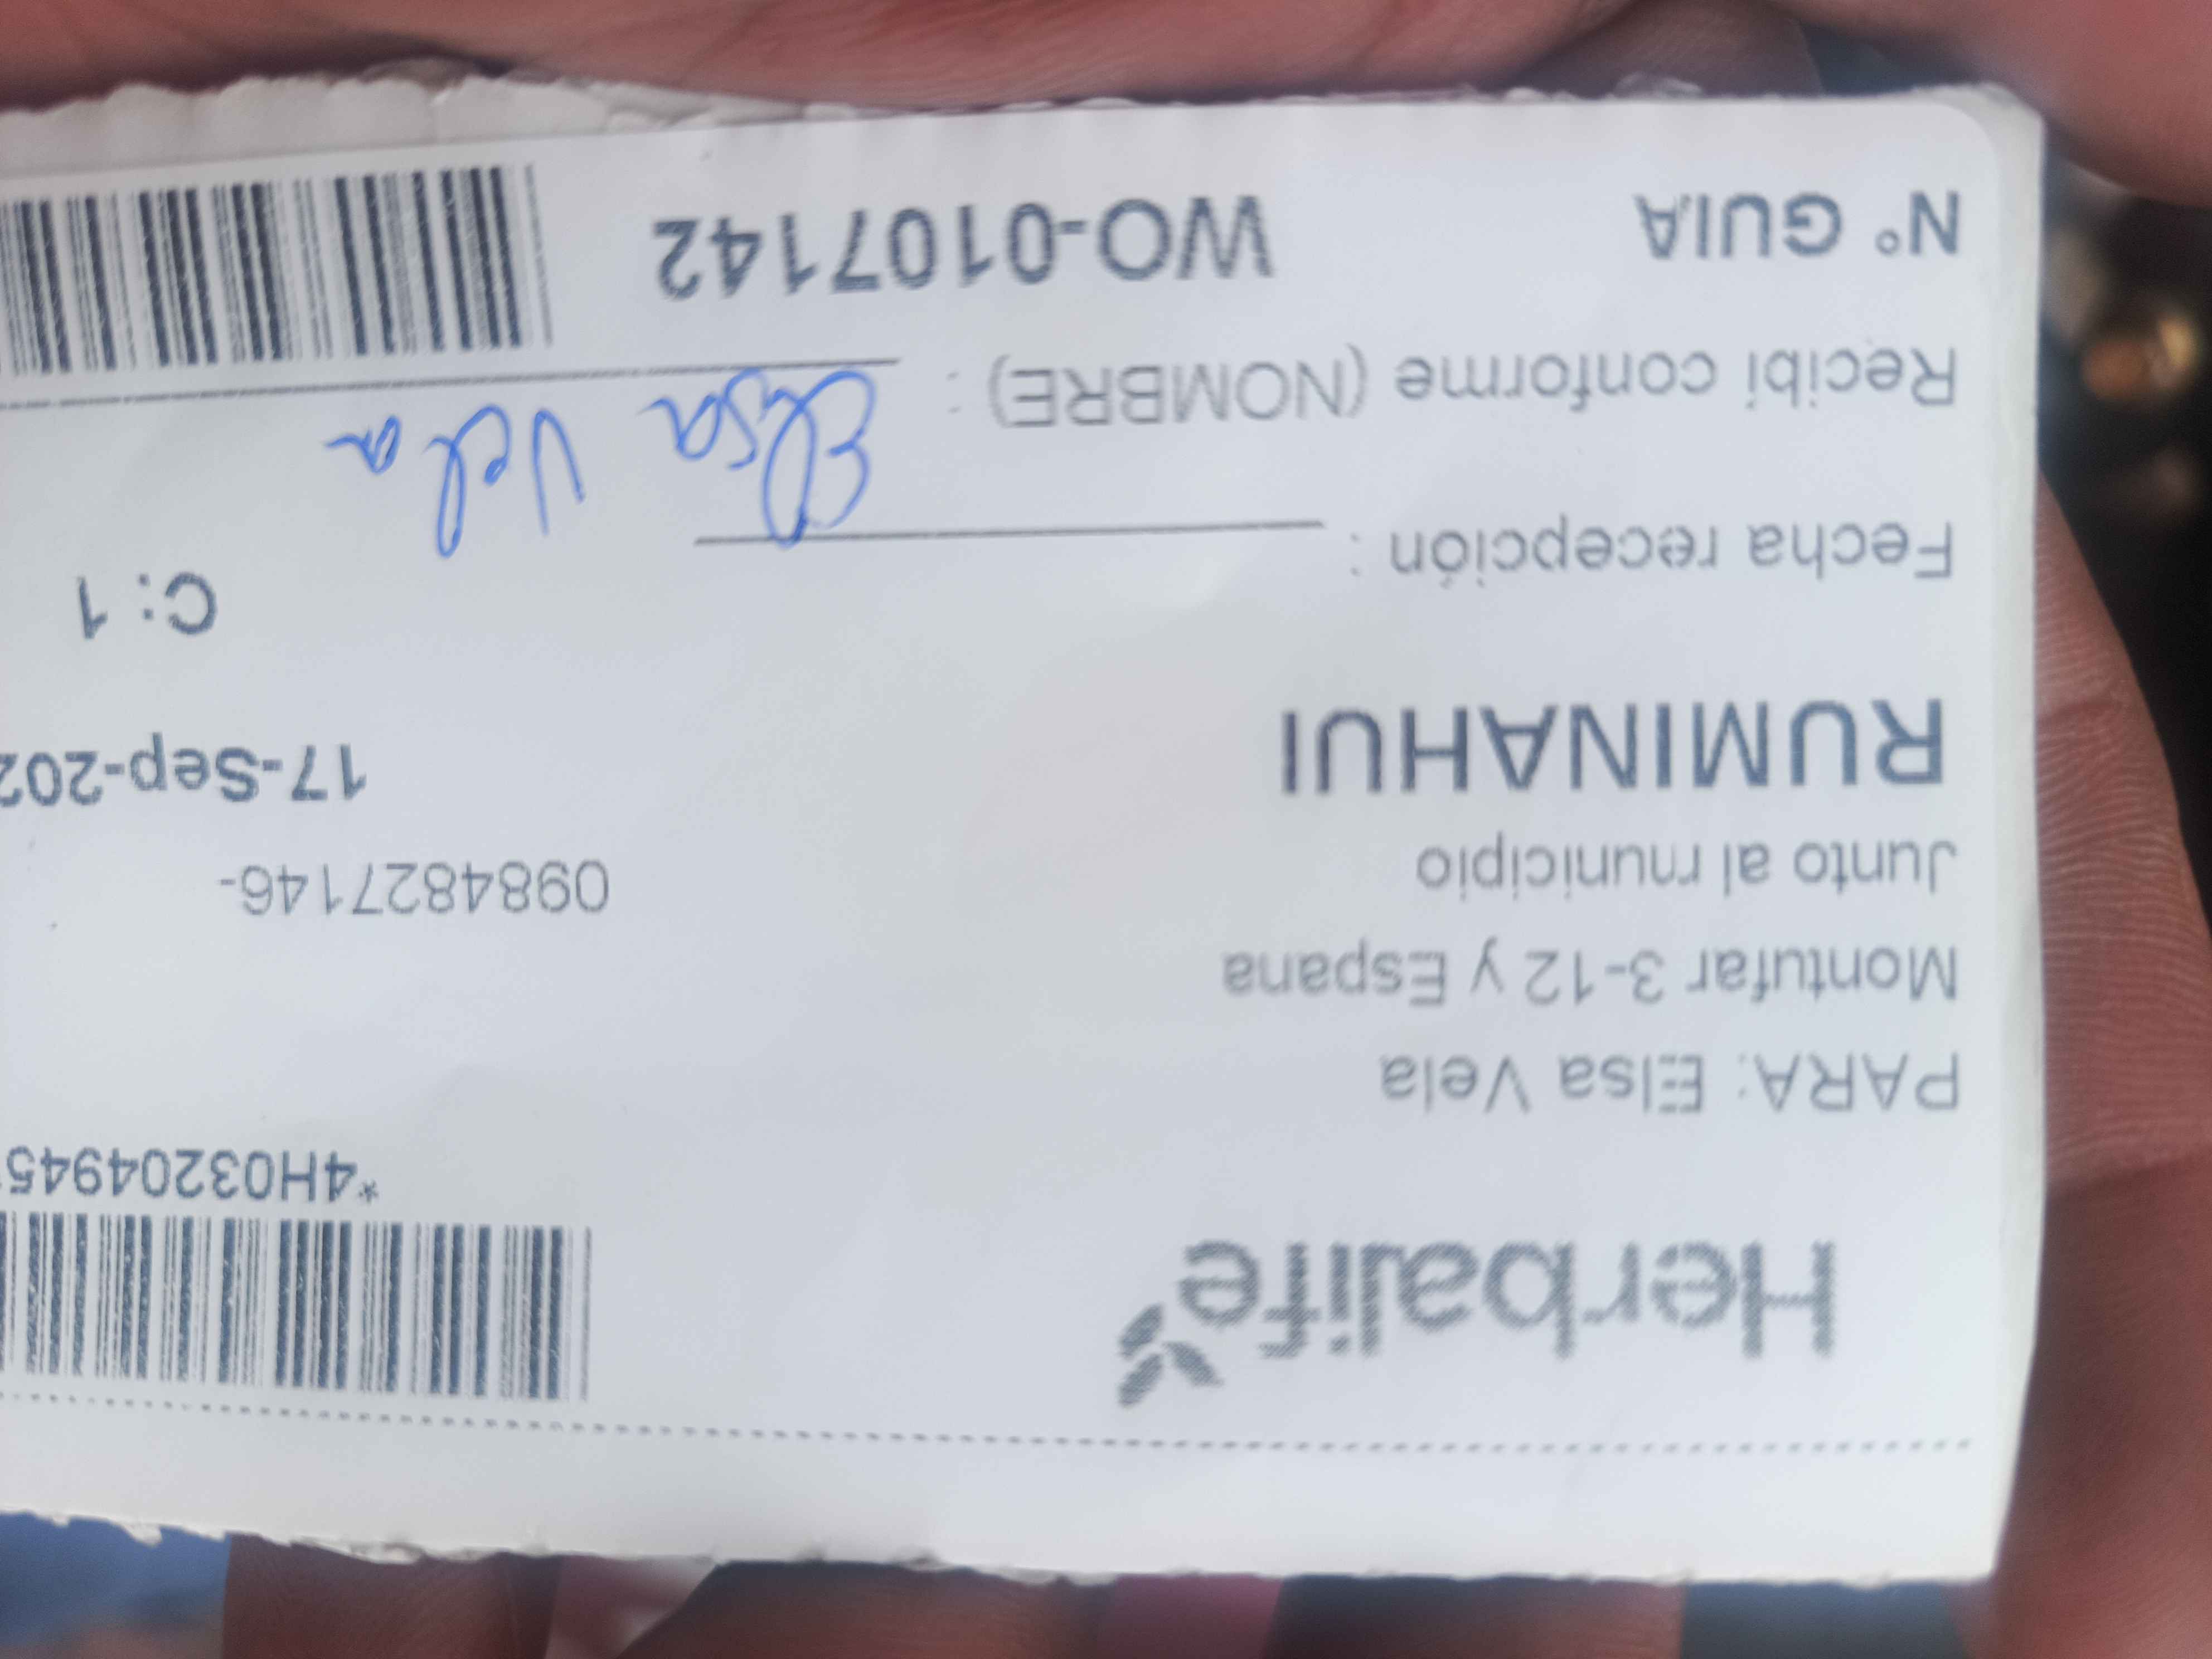 Herbalife
*4H03204945
PARA: Elsa Vela
Montufar 3-12 y Espana
Junto al municipio
0984827146-
RUMINAHUI
17-Sep-202
C: 1
Fecha recepción :
Recibi conforme (NOMBRE) : Elsa Vela
N° GUIA WO-0107142